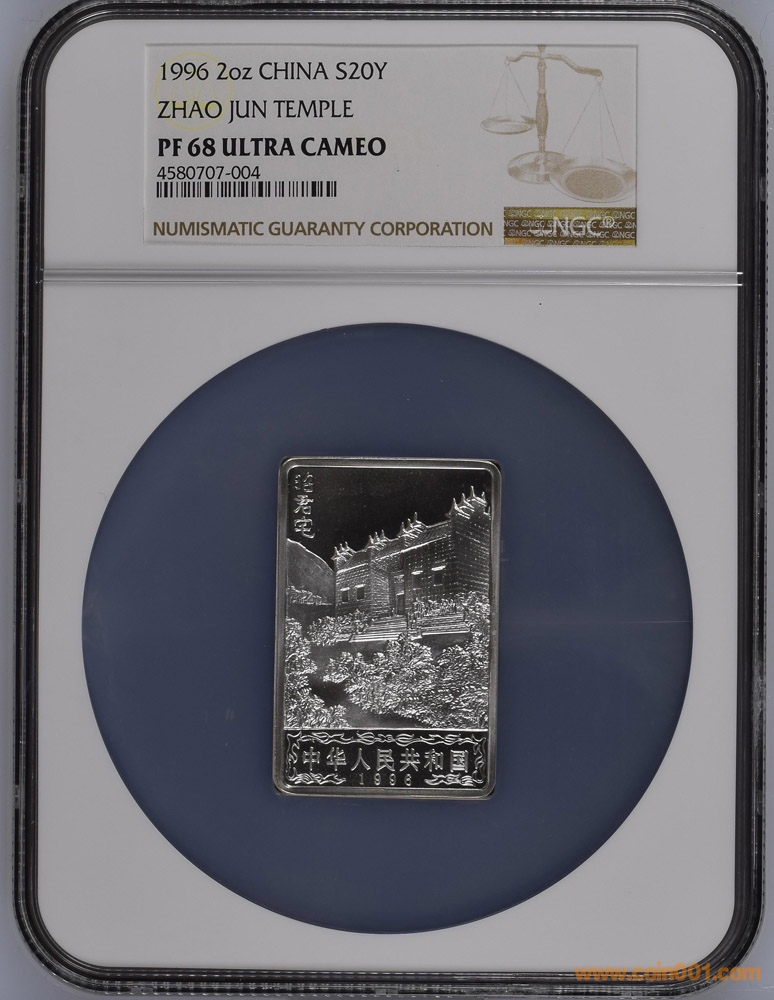 1996 2oz CHINA S20Y
ZHAO JUN TEMPLE
PF 68 ULTRA CAMEO
4580707-004
NUMISMATIC GUARANTY CORPORATION
NGC®
昭君宅
中华人民共和国
1996
www.coin001.com